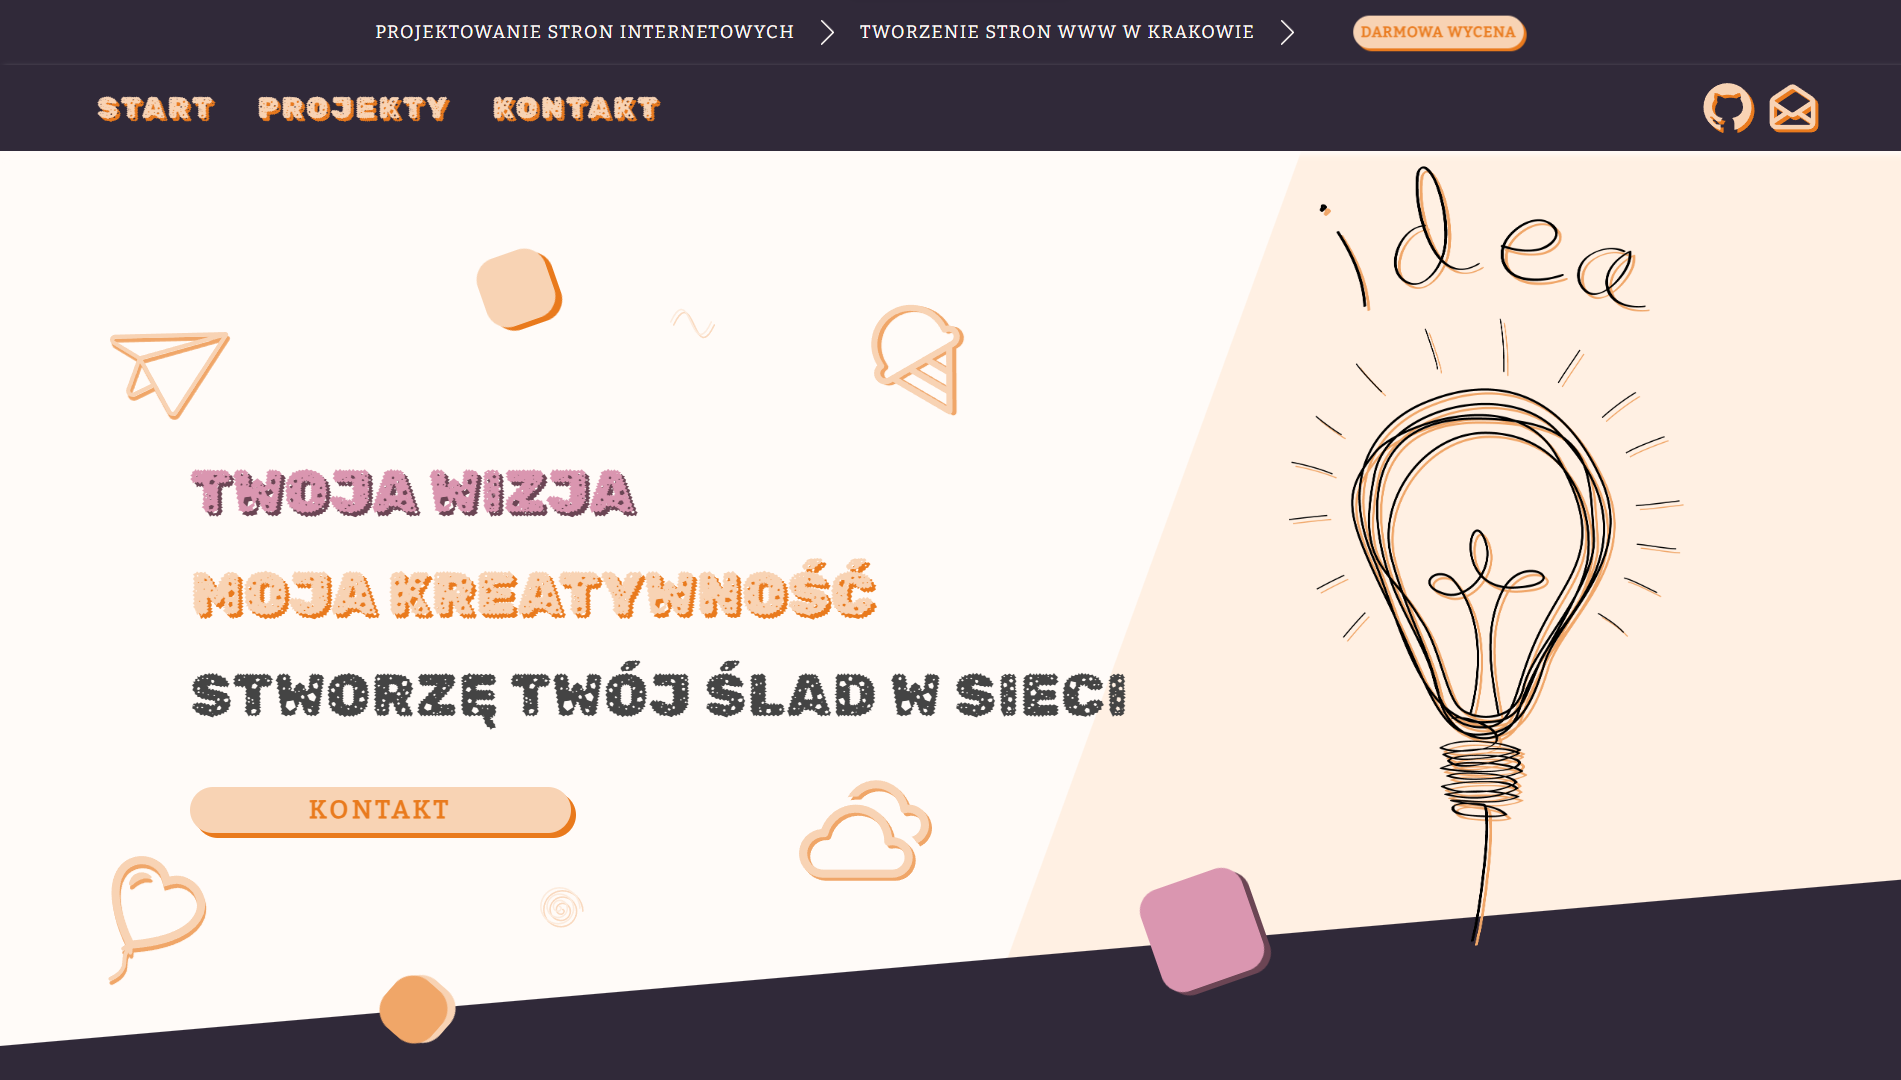 PROJEKTOWANIE STRON INTERNETOWYCH TWORZENIE STRON WWW W KRAKOWIE DARMOWA WYCENA
START PROJEKTY KONTAKT
idea
TWOJA WIZJA
MOJA KREATYWNOŚĆ
STWORZĘ TWÓJ ŚLAD W SIECI
KONTAKT